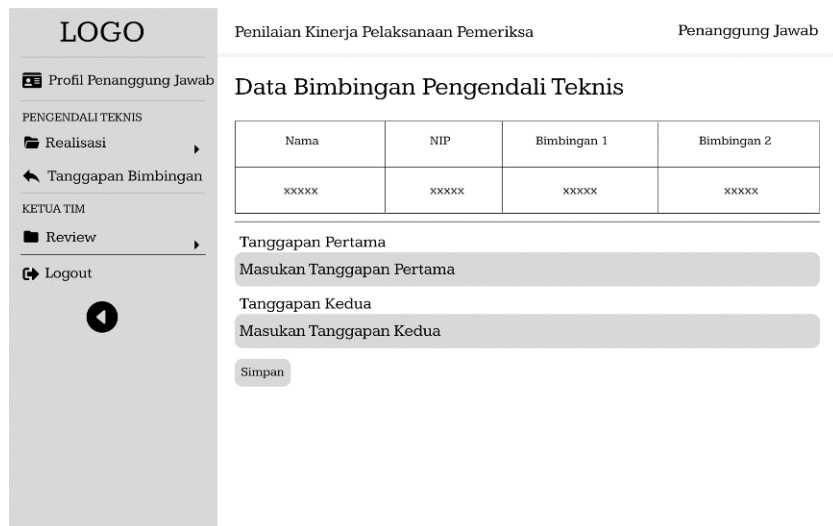 LOGO
Profil Penanggung Jawab
PENGENDALI TEKNIS
Realisasi
Tanggapan Bimbingan
KETUA TIM
Review
Logout
Penilaian Kinerja Pelaksanaan Pemeriksa
Penanggung Jawab
Data Bimbingan Pengendali Teknis
Nama NIP Bimbingan 1 Bimbingan 2
xxxxx xxxxx xxxxx xxxxx
Tanggapan Pertama
Masukan Tanggapan Pertama
Tanggapan Kedua
Masukan Tanggapan Kedua
Simpan